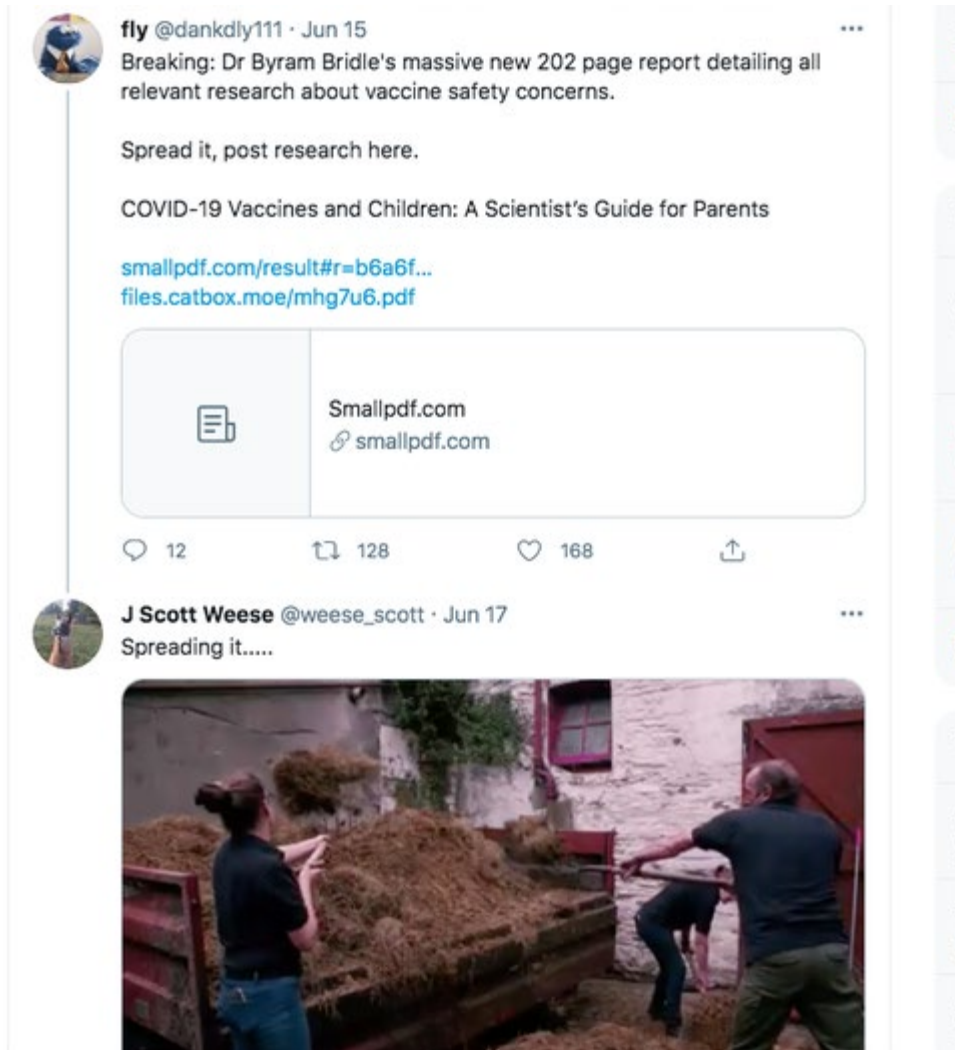 fly @dankdly111 · Jun 15
Breaking: Dr Byram Bridle's massive new 202 page report detailing all
relevant research about vaccine safety concerns.
Spread it, post research here.
COVID-19 Vaccines and Children: A Scientist's Guide for Parents
smallpdf.com/result#r=b6a6f...
files.catbox.moe/mhg7u6.pdf
Smallpdf.com
smallpdf.com
12 128 168
J Scott Weese @weese_scott · Jun 17
Spreading it.....